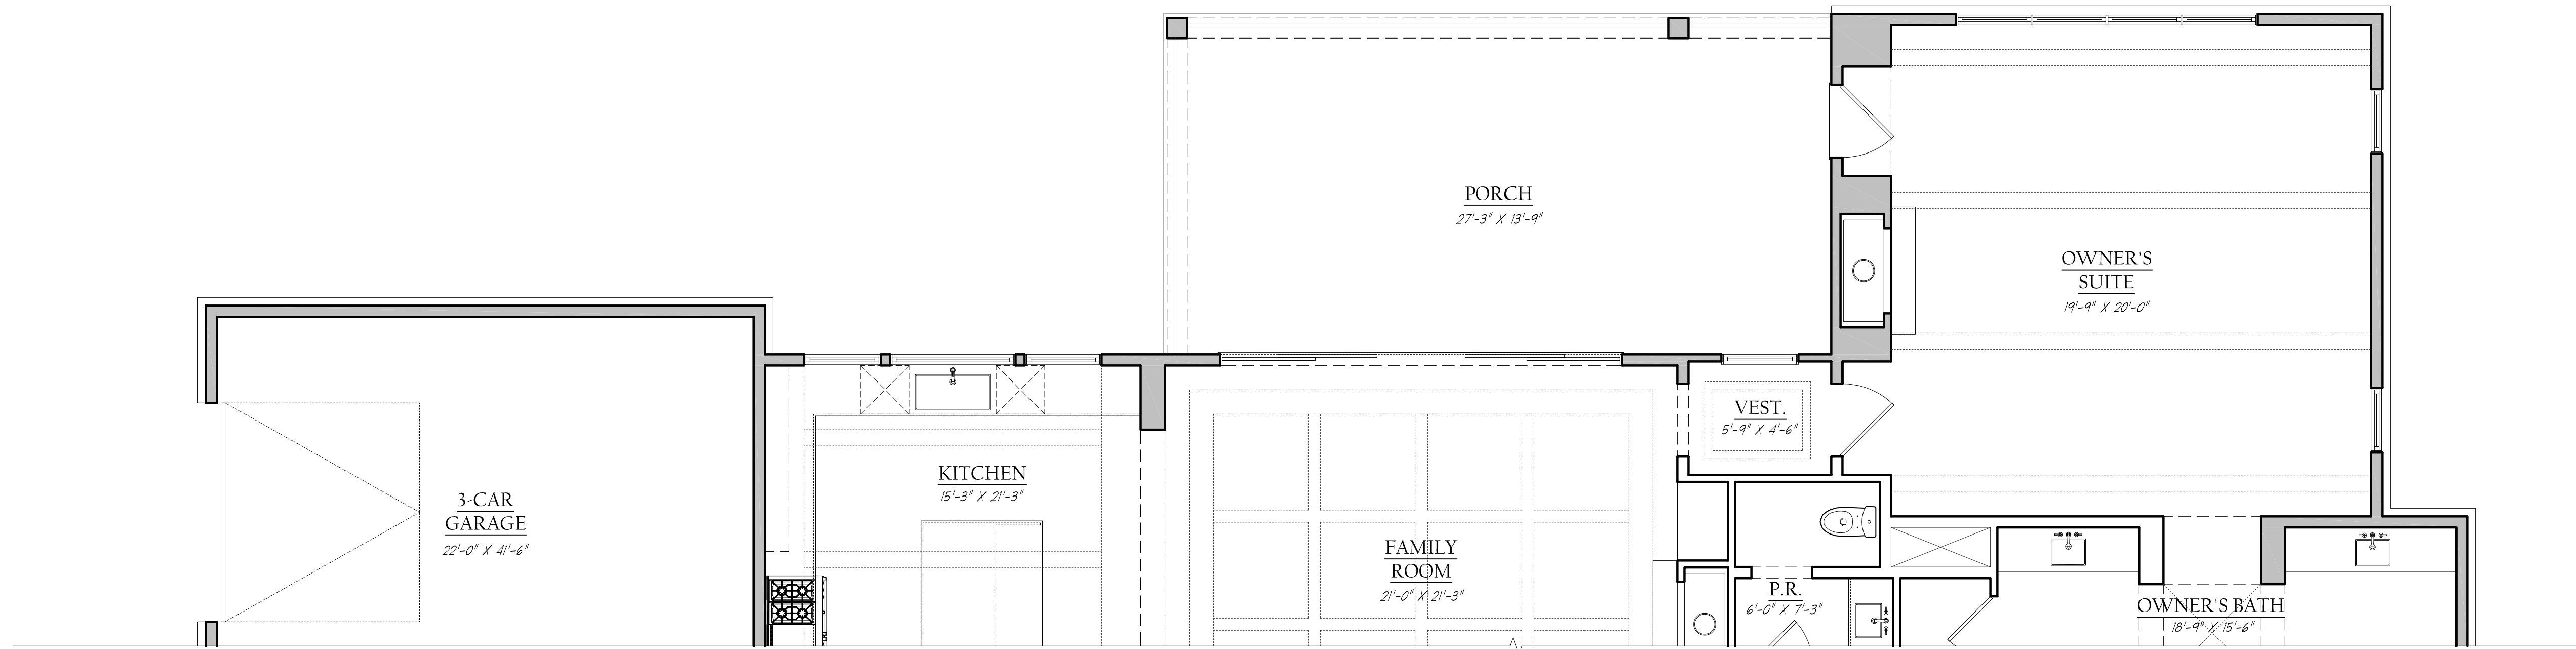 PORCH
27'-3" X 13'-9"
OWNER'S
SUITE
19'-9" X 20'-0"
VEST.
5'-9" X 4'-6"
KITCHEN
15'-3" X 21'-3"
3-CAR
GARAGE
22'-0" X 41'-6"
FAMILY
ROOM
21'-0" X 21'-3"
P.R.
6'-0" X 7'-3"
OWNER'S BATH
18'-9" X 15'-6"